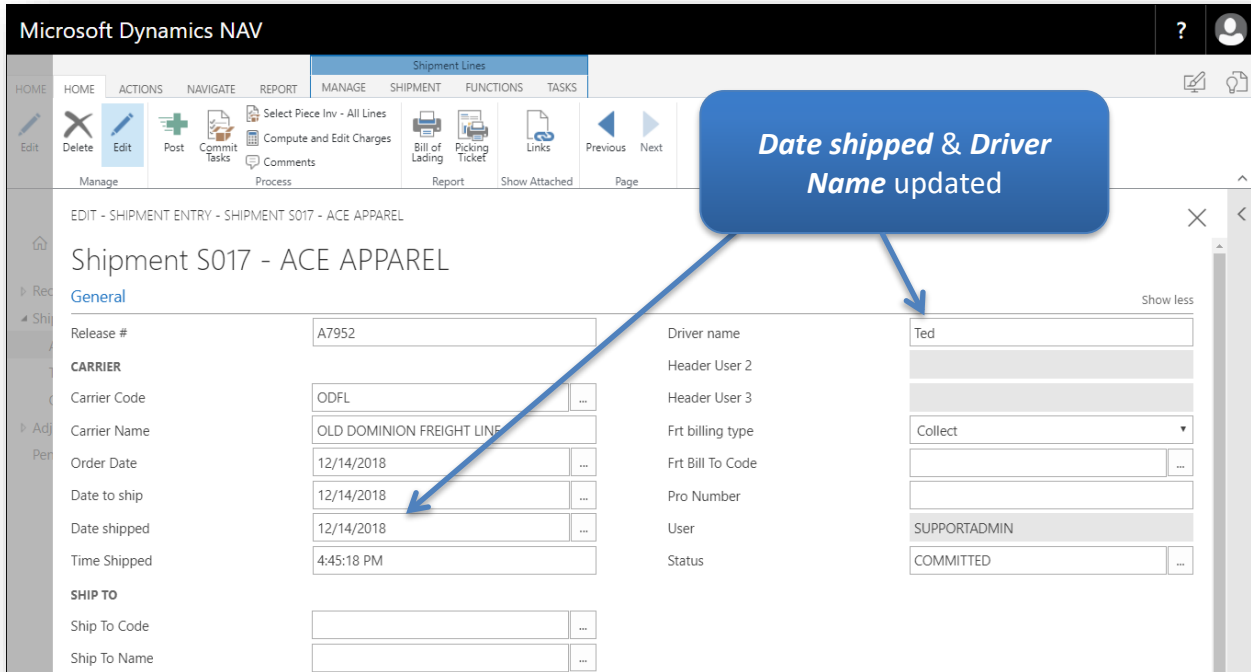 Microsoft Dynamics NAV
?
Shipment Lines
HOME
HOME ACTIONS NAVIGATE REPORT MANAGE SHIPMENT FUNCTIONS TASKS
Edit
Delete
Edit
Post
Commit Tasks
Select Piece Inv - All Lines
Compute and Edit Charges
Comments
Bill of Lading
Picking Ticket
Links
Previous
Next
Manage
Process
Report
Show Attached
Page
Date shipped & Driver
Name updated
EDIT - SHIPMENT ENTRY - SHIPMENT S017 - ACE APPAREL
Shipment S017 - ACE APPAREL
General
Show less
Rec
Shi
Adj
Pen
Release # A7952
CARRIER
Carrier Code ODFL ...
Carrier Name OLD DOMINION FREIGHT LINE
Order Date 12/14/2018 ...
Date to ship 12/14/2018 ...
Date shipped 12/14/2018 ...
Time Shipped 4:45:18 PM
SHIP TO
Ship To Code ...
Ship To Name ...
Driver name Ted
Header User 2
Header User 3
Frt billing type Collect
Frt Bill To Code ...
Pro Number
User SUPPORTADMIN
Status COMMITTED ...